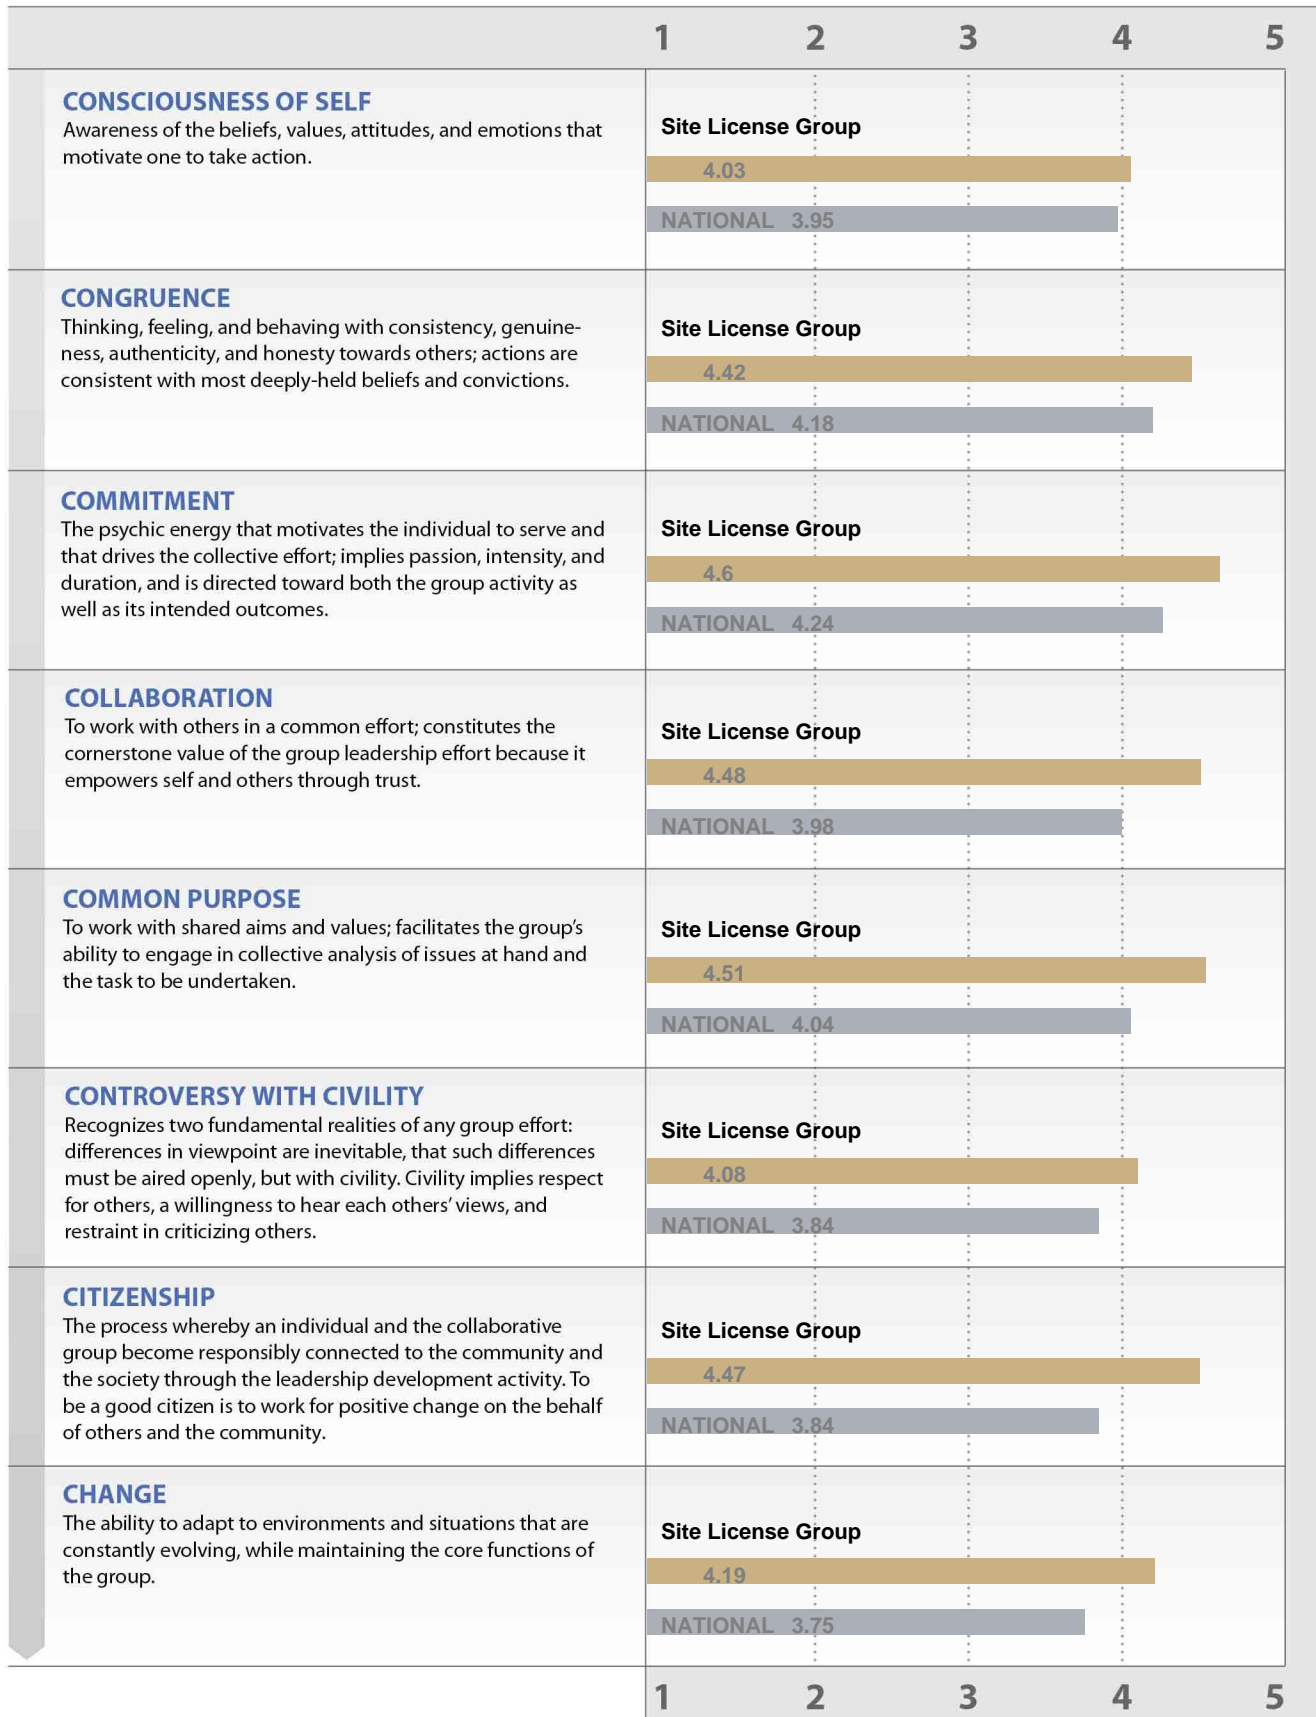 1 2 3 4 5
CONSCIOUSNESS OF SELF
Awareness of the beliefs, values, attitudes, and emotions that
motivate one to take action.
Site License Group
4.03
NATIONAL 3.95
CONGRUENCE
Thinking, feeling, and behaving with consistency, genuine-
ness, authenticity, and honesty towards others; actions are
consistent with most deeply-held beliefs and convictions.
Site License Group
4.42
NATIONAL 4.18
COMMITMENT
The psychic energy that motivates the individual to serve and
that drives the collective effort; implies passion, intensity, and
duration, and is directed toward both the group activity as
well as its intended outcomes.
Site License Group
4.6
NATIONAL 4.24
COLLABORATION
To work with others in a common effort; constitutes the
cornerstone value of the group leadership effort because it
empowers self and others through trust.
Site License Group
4.48
NATIONAL 3.98
COMMON PURPOSE
To work with shared aims and values; facilitates the group's
ability to engage in collective analysis of issues at hand and
the task to be undertaken.
Site License Group
4.51
NATIONAL 4.04
CONTROVERSY WITH CIVILITY
Recognizes two fundamental realities of any group effort:
differences in viewpoint are inevitable, that such differences
must be aired openly, but with civility. Civility implies respect
for others, a willingness to hear each others' views, and
restraint in criticizing others.
Site License Group
4.08
NATIONAL 3.84
CITIZENSHIP
The process whereby an individual and the collaborative
group become responsibly connected to the community and
the society through the leadership development activity. To
be a good citizen is to work for positive change on the behalf
of others and the community.
Site License Group
4.47
NATIONAL 3.84
CHANGE
The ability to adapt to environments and situations that are
constantly evolving, while maintaining the core functions of
the group.
Site License Group
4.19
NATIONAL 3.75
1 2 3 4 5